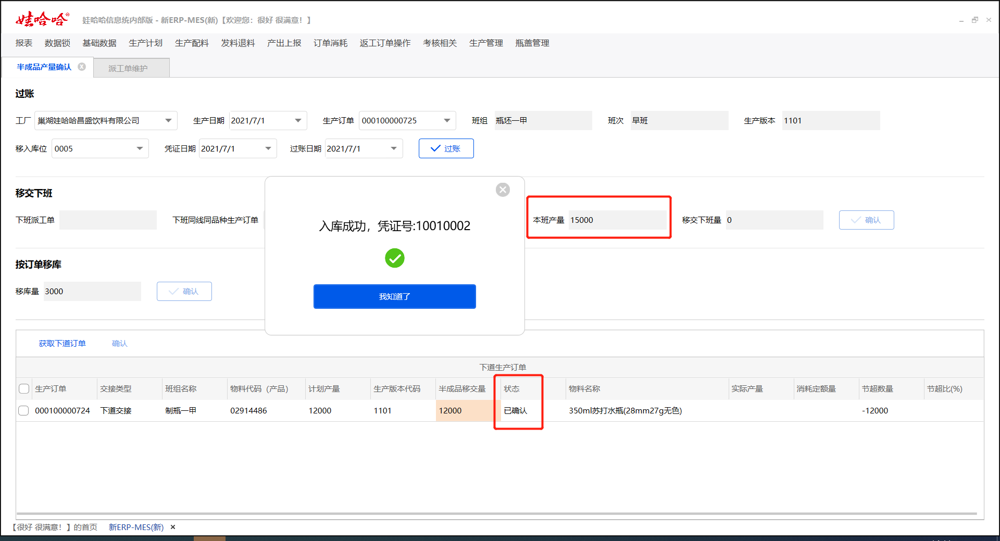 娃哈哈®
娃哈哈信息统内部版 - 新ERP-MES(新)【欢迎您：很好 很满意！】
报表 数据锁 基础数据 生产计划 生产配料 发料退料 产出上报 订单消耗 返工订单操作 考核相关 生产管理 瓶盖管理
半成品产量确认 派工单维护
过账
工厂 巢湖娃哈哈昌盛饮料有限公司 生产日期 2021/7/1 生产订单 000100000725 班组 瓶坯一甲 班次 早班 生产版本 1101
移入库位 0005 凭证日期 2021/7/1 过账日期 2021/7/1 过账
移交下班
下班派工单 下班同线同品种生产订单 本班产量 15000 移交下班量 0 确认
入库成功，凭证号:10010002
我知道了
按订单移库
移库量 3000 确认
获取下道订单 确认
下道生产订单
生产订单 交接类型 班组名称 物料代码（产品） 计划产量 生产版本代码 半成品移交量 状态 物料名称 实际产量 消耗定额量 节超数量 节超比(%)
000100000724 下道交接 制瓶一甲 02914486 12000 1101 12000 已确认 350ml苏打水瓶(28mm27g无色) -12000
【很好 很满意！】的首页 新ERP-MES(新)